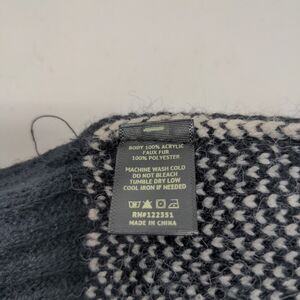 BODY 100% ACRYLIC
FAUX FUR
100% POLYESTER
MACHINE WASH COLD
DO NOT BLEACH
TUMBLE DRY LOW
COOL IRON IF NEEDED
RN#122351
MADE IN CHINA